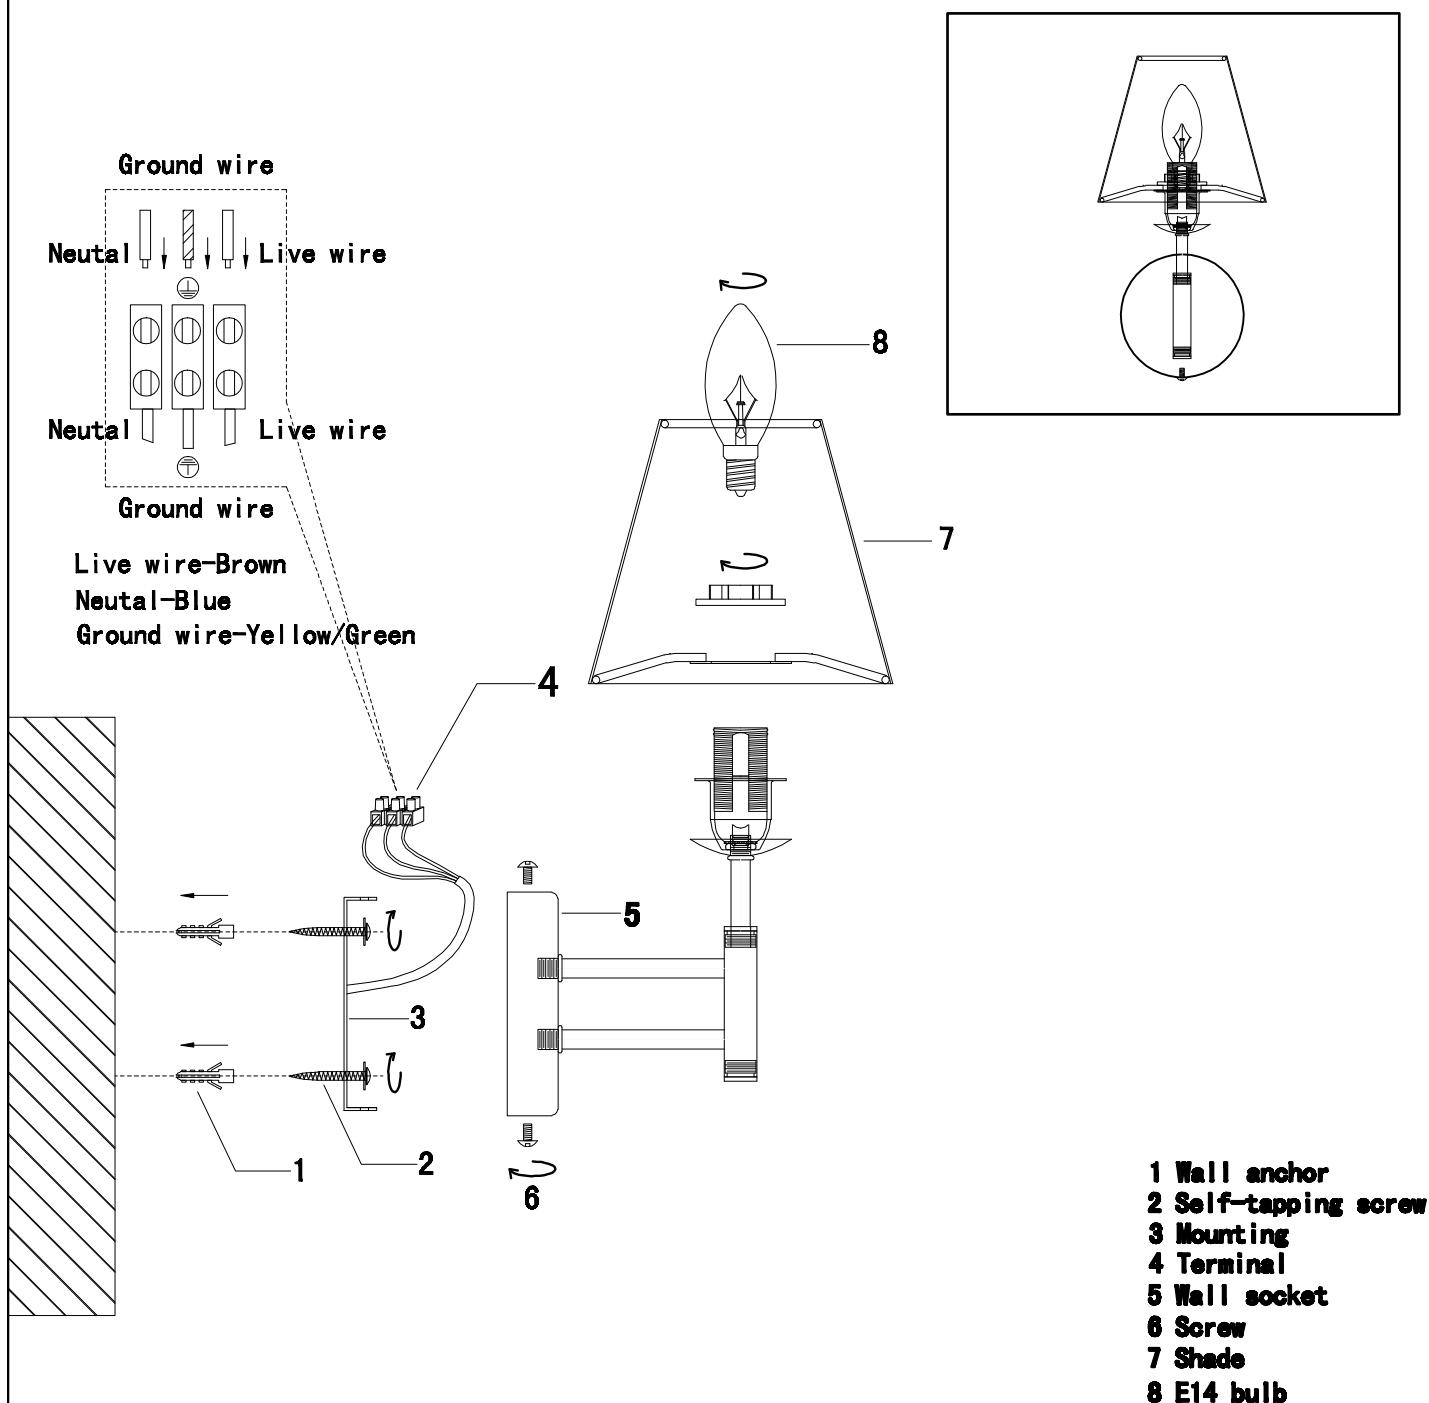 Ground wire
Neutal Live wire
Neutal Live wire
Ground wire
Live wire-Brown
Neutal-Blue
Ground wire-Yellow/Green
8
7
4
5
3
1
2
6
1 Wall anchor
2 Self-tapping screw
3 Mounting
4 Terminal
5 Wall socket
6 Screw
7 Shade
8 E14 bulb